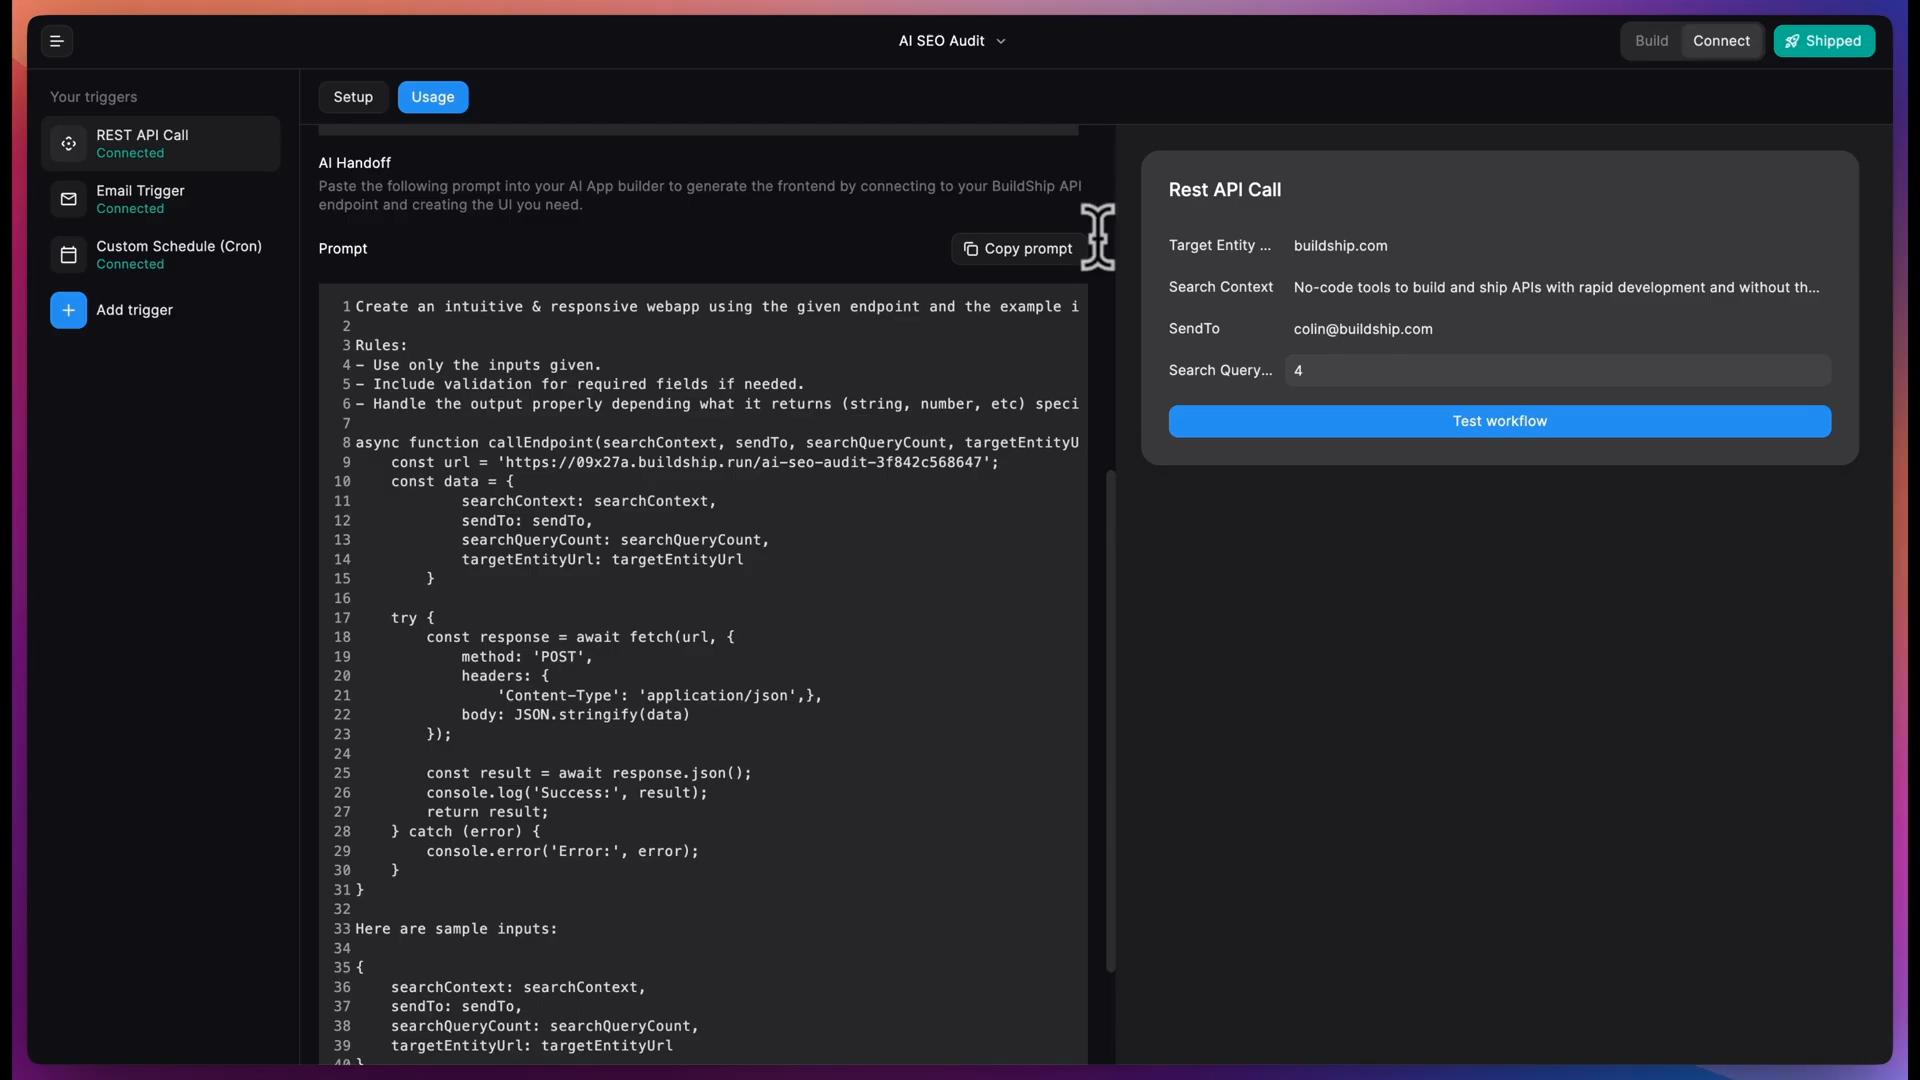 AI SEO Audit
Build
Connect
Shipped
Your triggers
REST API Call
Connected
Email Trigger
Connected
Custom Schedule (Cron)
Connected
Add trigger
Setup
Usage
AI Handoff
Paste the following prompt into your AI App builder to generate the frontend by connecting to your BuildShip API
endpoint and creating the UI you need.
Prompt
Copy prompt
1 Create an intuitive & responsive webapp using the given endpoint and the example i
2
3 Rules:
4 - Use only the inputs given.
5 - Include validation for required fields if needed.
6 - Handle the output properly depending what it returns (string, number, etc) speci
7
8 async function callEndpoint(searchContext, sendTo, searchQueryCount, targetEntityU
9     const url = 'https://09x27a.buildship.run/ai-seo-audit-3f842c568647';
10     const data = {
11             searchContext: searchContext,
12             sendTo: sendTo,
13             searchQueryCount: searchQueryCount,
14             targetEntityUrl: targetEntityUrl
15         }
16
17     try {
18         const response = await fetch(url, {
19             method: 'POST',
20             headers: {
21                 'Content-Type': 'application/json',},
22             body: JSON.stringify(data)
23         });
24
25         const result = await response.json();
26         console.log('Success:', result);
27         return result;
28     } catch (error) {
29         console.error('Error:', error);
30     }
31 }
32
33 Here are sample inputs:
34
35 {
36     searchContext: searchContext,
37     sendTo: sendTo,
38     searchQueryCount: searchQueryCount,
39     targetEntityUrl: targetEntityUrl
40 }
Rest API Call
Target Entity ... buildship.com
Search Context No-code tools to build and ship APIs with rapid development and without th...
SendTo colin@buildship.com
Search Query... 4
Test workflow